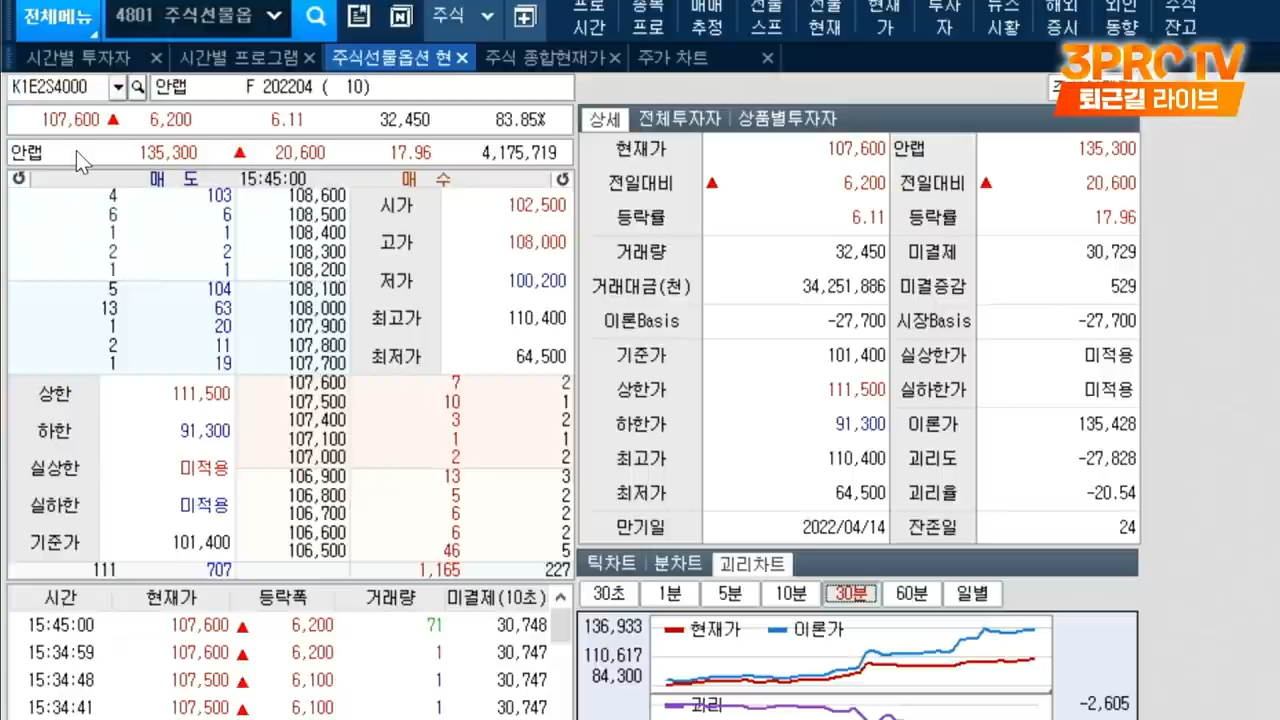 전체메뉴 4801 주식선물옵 주식 프로 종목 매매 선물 선물 현재 투자 뉴스 해외 외인 주식
시간 프로 추정 스프 현재 가 자 시황 증시 동향 잔고
시간별 투자자 × 시간별 프로그램 × 주식선물옵션 현 × 주식 종합현재가 × 주가 차트 ×
3PROTV
퇴근길 라이브
K1E2S4000 안랩 F 202204 ( 10)
107,600 ▲ 6,200 6.11 32,450 83.85%
안랩 135,300 ▲ 20,600 17.96 4,175,719
매 도 15:45:00 매 수
4 103 108,600
6 6 108,500
1 1 108,400
2 2 108,300
1 1 108,200
5 104 108,100
13 63 108,000
1 20 107,900
2 11 107,800
1 19 107,700
시가 102,500
고가 108,000
저가 100,200
최고가 110,400
최저가 64,500
상한 111,500
하한 91,300
실상한 미적용
실하한 미적용
기준가 101,400
107,600 7 2
107,500 10 1
107,400 3 2
107,100 1 1
107,000 2 2
106,900 13 3
106,800 5 2
106,700 6 2
106,600 6 2
106,500 46 5
111 707 1,165 227
시간 현재가 등락폭 거래량 미결제(10초)
15:45:00 107,600 ▲ 6,200 71 30,748
15:34:59 107,600 ▲ 6,200 1 30,747
15:34:48 107,500 ▲ 6,100 1 30,747
15:34:41 107,500 ▲ 6,100 1 30,747
상세 전체투자자 상품별투자자
현재가 107,600 안랩 135,300
전일대비 ▲ 6,200 전일대비 ▲ 20,600
등락률 6.11 등락률 17.96
거래량 32,450 미결제 30,729
거래대금(천) 34,251,886 미결증감 529
이론Basis -27,700 시장Basis -27,700
기준가 101,400 실상한가 미적용
상한가 111,500 실하한가 미적용
하한가 91,300 이론가 135,428
최고가 110,400 괴리도 -27,828
최저가 64,500 괴리율 -20.54
만기일 2022/04/14 잔존일 24
틱차트 분차트 괴리차트
30초 1분 5분 10분 30분 60분 일별
136,933
110,617
84,300
현재가 이론가
괴리
-2,605